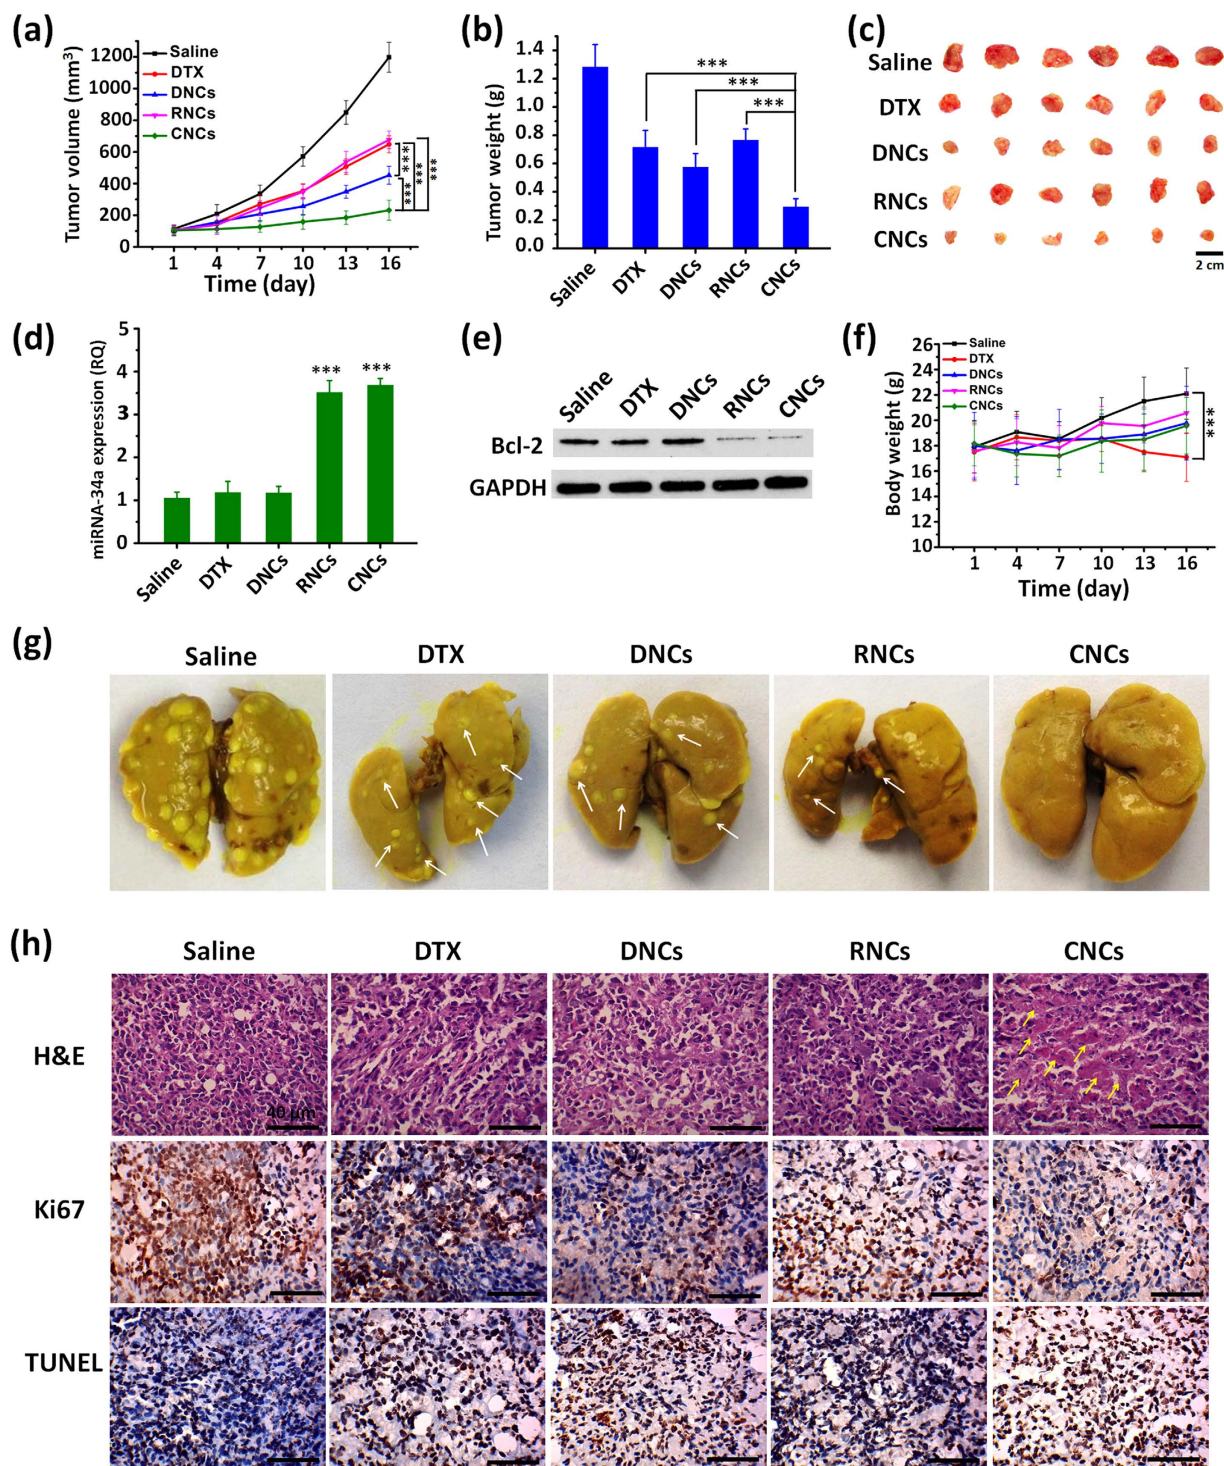 (a)
Tumor volume (mm³)
1200
1000
800
600
400
200
0
Saline
DTX
DNCs
RNCs
CNCs
***
***
***
1 4 7 10 13 16
Time (day)
(b)
Tumor weight (g)
1.4
1.2
1.0
0.8
0.6
0.4
0.2
0.0
***
***
***
Saline DTX DNCs RNCs CNCs
(c)
Saline
DTX
DNCs
RNCs
CNCs
2 cm
(d)
miRNA-34a expression (RQ)
5
4
3
2
1
0
*** ***
Saline DTX DNCs RNCs CNCs
(e)
Saline DTX DNCs RNCs CNCs
Bcl-2
GAPDH
(f)
Body weight (g)
26
24
22
20
18
16
14
12
10
Saline
DTX
DNCs
RNCs
CNCs
***
1 4 7 10 13 16
Time (day)
(g)
Saline DTX DNCs RNCs CNCs
(h)
Saline DTX DNCs RNCs CNCs
H&E
40 μm
Ki67
TUNEL